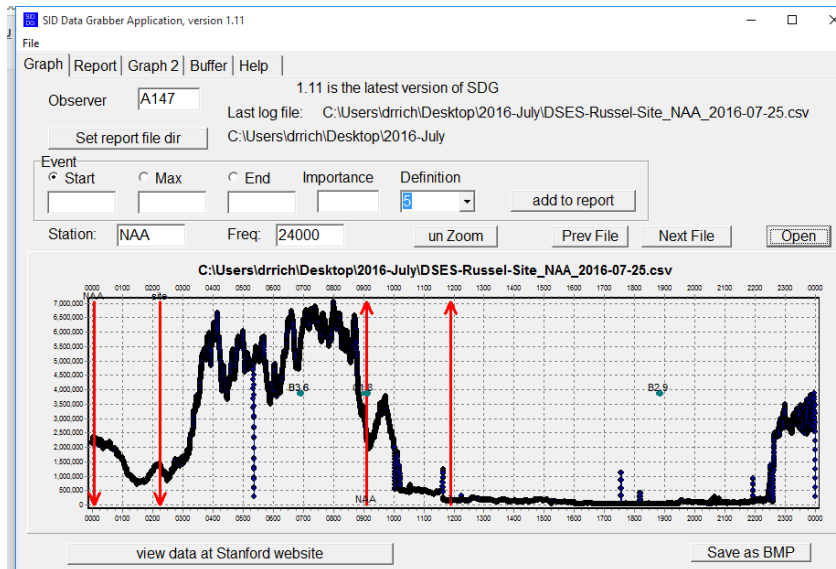 SID Data Grabber Application, version 1.11
File
Graph Report Graph 2 Buffer Help
1.11 is the latest version of SDG
Observer A147
Last log file: C:\Users\drrich\Desktop\2016-July\DSES-Russel-Site_NAA_2016-07-25.csv
Set report file dir C:\Users\drrich\Desktop\2016-July
Event
Start Max End Importance Definition
5 add to report
Station: NAA Freq: 24000 un Zoom Prev File Next File Open
C:\Users\drrich\Desktop\2016-July\DSES-Russel-Site_NAA_2016-07-25.csv
0000 0100 0200 0300 0400 0500 0600 0700 0800 0900 1000 1100 1200 1300 1400 1500 1600 1700 1800 1900 2000 2100 2200 2300 0000
NAA site
7,000,000
6,500,000
6,000,000
5,500,000
5,000,000
4,500,000
4,000,000
B3.6 B2.9
3,500,000
3,000,000
2,500,000
2,000,000
1,500,000
1,000,000
500,000
NAA
0
0000 0100 0200 0300 0400 0500 0600 0700 0800 0900 1000 1100 1200 1300 1400 1500 1600 1700 1800 1900 2000 2100 2200 2300 0000
view data at Stanford website Save as BMP